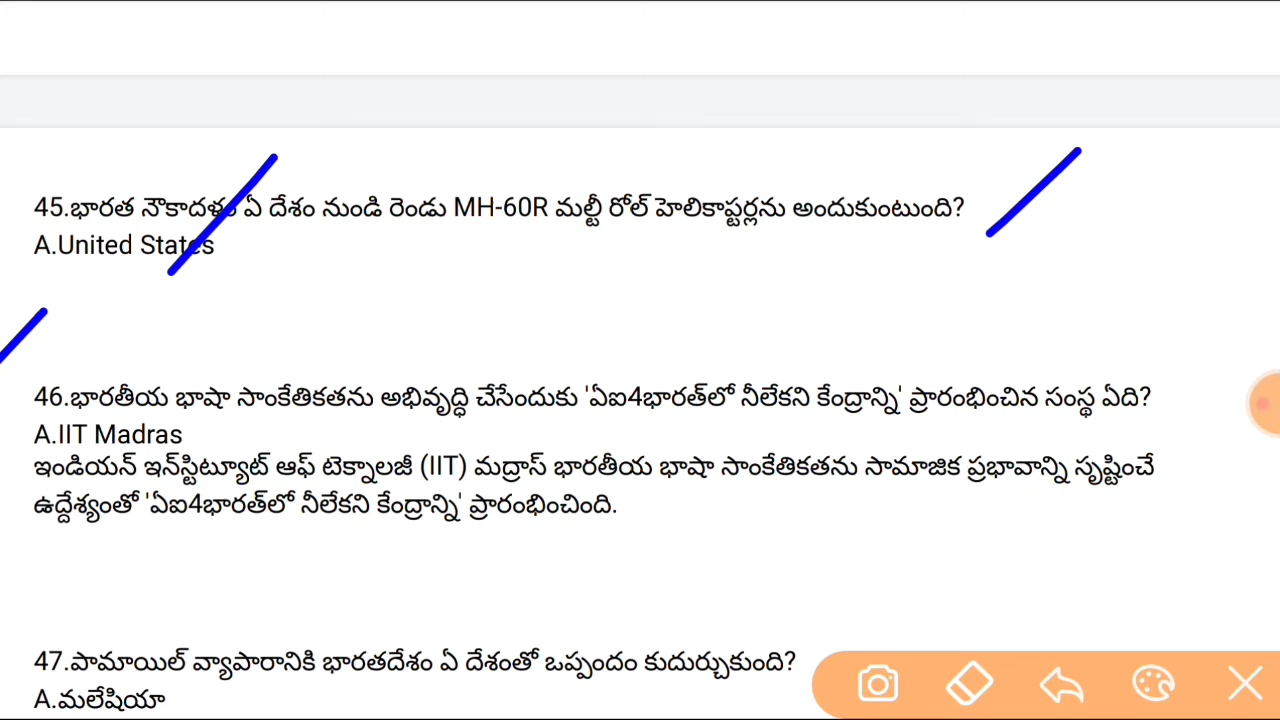 45.భారత నౌకాదళం ఏ దేశం నుండి రెండు MH-60R మల్టీ రోల్ హెలికాప్టర్లను అందుకుంటుంది?
A.United States
46.భారతీయ భాషా సాంకేతికతను అభివృద్ధి చేసేందుకు 'ఏఐ4భారత్‌లో నీలేకని కేంద్రాన్ని' ప్రారంభించిన సంస్థ ఏది?
A.IIT Madras
ఇండియన్ ఇన్‌స్టిట్యూట్ ఆఫ్ టెక్నాలజీ (IIT) మద్రాస్ భారతీయ భాషా సాంకేతికతను సామాజిక ప్రభావాన్ని సృష్టించే
ఉద్దేశ్యంతో 'ఏఐ4భారత్‌లో నీలేకని కేంద్రాన్ని' ప్రారంభించింది.
47.పామాయిల్ వ్యాపారానికి భారతదేశం ఏ దేశంతో ఒప్పందం కుదుర్చుకుంది?
A.మలేషియా